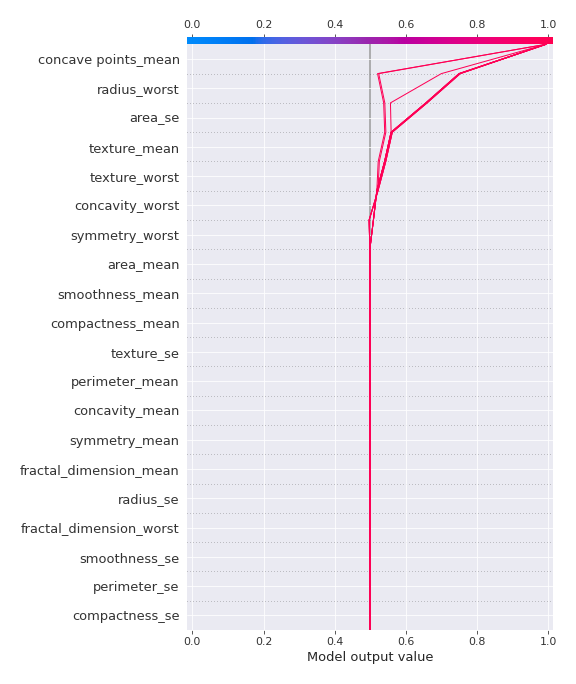 0.0 0.2 0.4 0.6 0.8 1.0
concave points_mean
radius_worst
area_se
texture_mean
texture_worst
concavity_worst
symmetry_worst
area_mean
smoothness_mean
compactness_mean
texture_se
perimeter_mean
concavity_mean
symmetry_mean
fractal_dimension_mean
radius_se
fractal_dimension_worst
smoothness_se
perimeter_se
compactness_se
0.0 0.2 0.4 0.6 0.8 1.0
Model output value